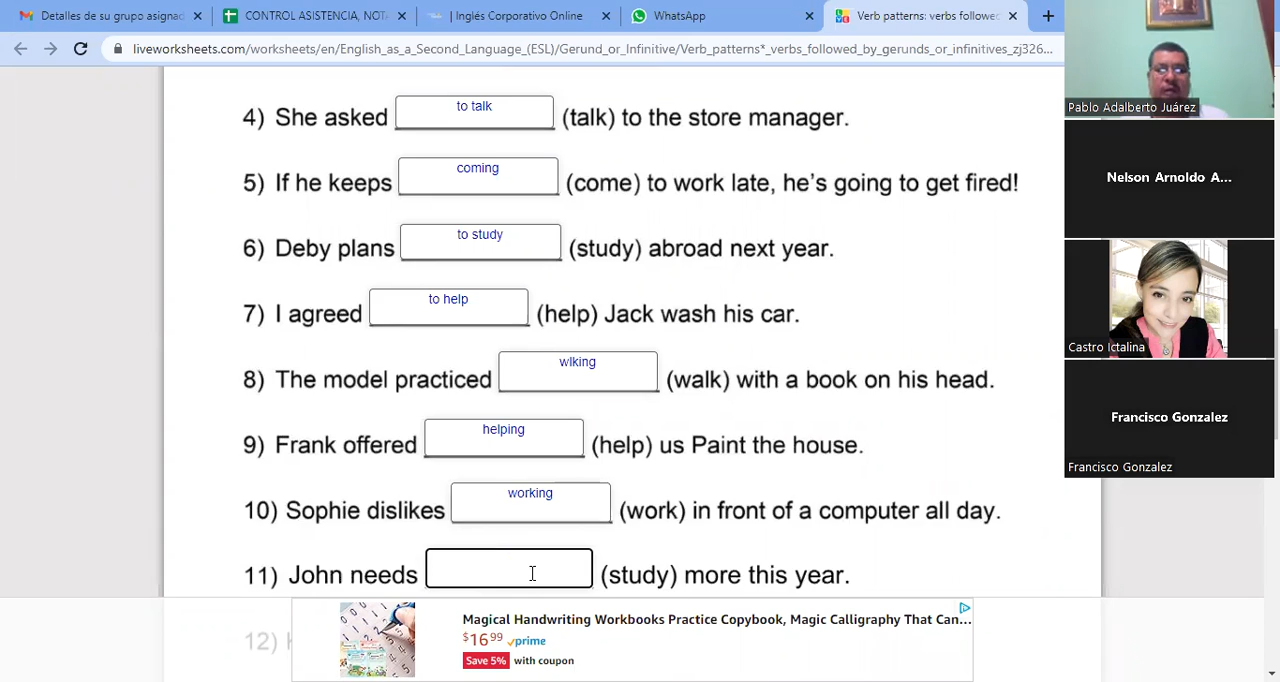 Detalles de su grupo asignad
CONTROL ASISTENCIA, NOTA
Inglés Corporativo Online
WhatsApp
Verb patterns: verbs followed
liveworksheets.com/worksheets/en/English_as_a_Second_Language_(ESL)/Gerund_or_Infinitive/Verb_patterns*_verbs_followed_by_gerunds_or_infinitives_zj326...
4) She asked to talk (talk) to the store manager.
5) If he keeps coming (come) to work late, he's going to get fired!
6) Deby plans to study (study) abroad next year.
7) I agreed to help (help) Jack wash his car.
8) The model practiced wlking (walk) with a book on his head.
9) Frank offered helping (help) us Paint the house.
10) Sophie dislikes working (work) in front of a computer all day.
11) John needs (study) more this year.
12)
Magical Handwriting Workbooks Practice Copybook, Magic Calligraphy That Can...
$16.99 prime
Save 5% with coupon
Pablo Adalberto Juárez
Nelson Arnoldo A...
Castro Ictalina
Francisco Gonzalez
Francisco Gonzalez